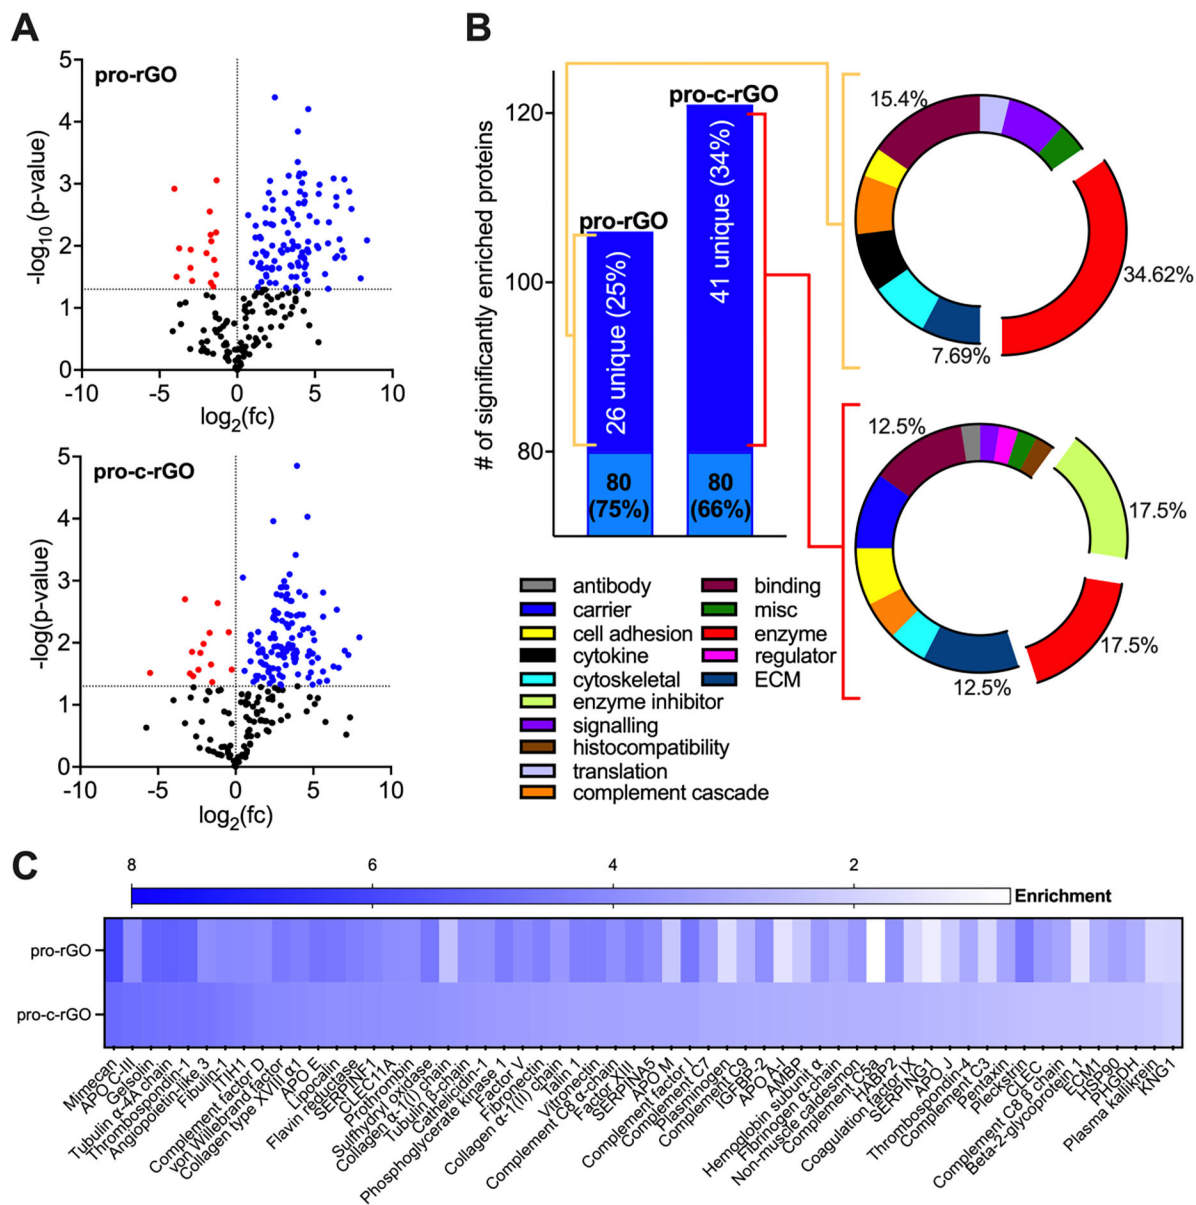 A
pro-rGO
-log10 (p-value)
5
4
3
2
1
0
-10
-5
0
5
10
log2(fc)
pro-c-rGO
-log(p-value)
5
4
3
2
1
0
-10
-5
0
5
10
log2(fc)
B
# of significantly enriched proteins
120
100
80
pro-rGO
26 unique (25%)
80
(75%)
pro-c-rGO
41 unique (34%)
80
(66%)
15.4%
34.62%
7.69%
12.5%
17.5%
17.5%
12.5%
antibody
carrier
cell adhesion
cytokine
cytoskeletal
enzyme inhibitor
signalling
histocompatibility
translation
complement cascade
binding
misc
enzyme
regulator
ECM
C
8
6
4
2
Enrichment
pro-rGO
pro-c-rGO
Mimecan
APO C-III
Gelsolin
Tubulin α-4A chain
Thrombospondin-1
Angiopoietin-like 3
Fibulin-1
ITIH1
Complement factor D
von Willebrand factor
Collagen type XVIII α1
APO E
Lipocalin
Flavin reductase
SERPINF1
CLEC11A
Prothrombin
Sulfhydryl oxidase
Collagen α-1(I) chain
Tubulin β-chain
Cathelicidin-1
Phosphoglycerate kinase 1
Factor V
Fibronectin
Collagen α-1(II) chain
Talin 1
Vitronectin
Complement C8 α-chain
Factor XIII
SERPINA5
APO M
Complement factor I
Complement C7
Plasminogen
Complement C9
IGFBP-2
APO A-I
AMBP
Hemoglobin subunit α
Fibrinogen α-chain
Non-muscle caldesmon
Complement C5a
HABP2
Coagulation factor IX
SERPING1
APO J
Thrombospondin-4
Complement C3
Pentaxin
Pleckstrin
CLEC
Complement C8 β chain
Beta-2-glycoprotein 1
ECM1
HSP90
PHGDH
Plasma kallikrein
KNG1